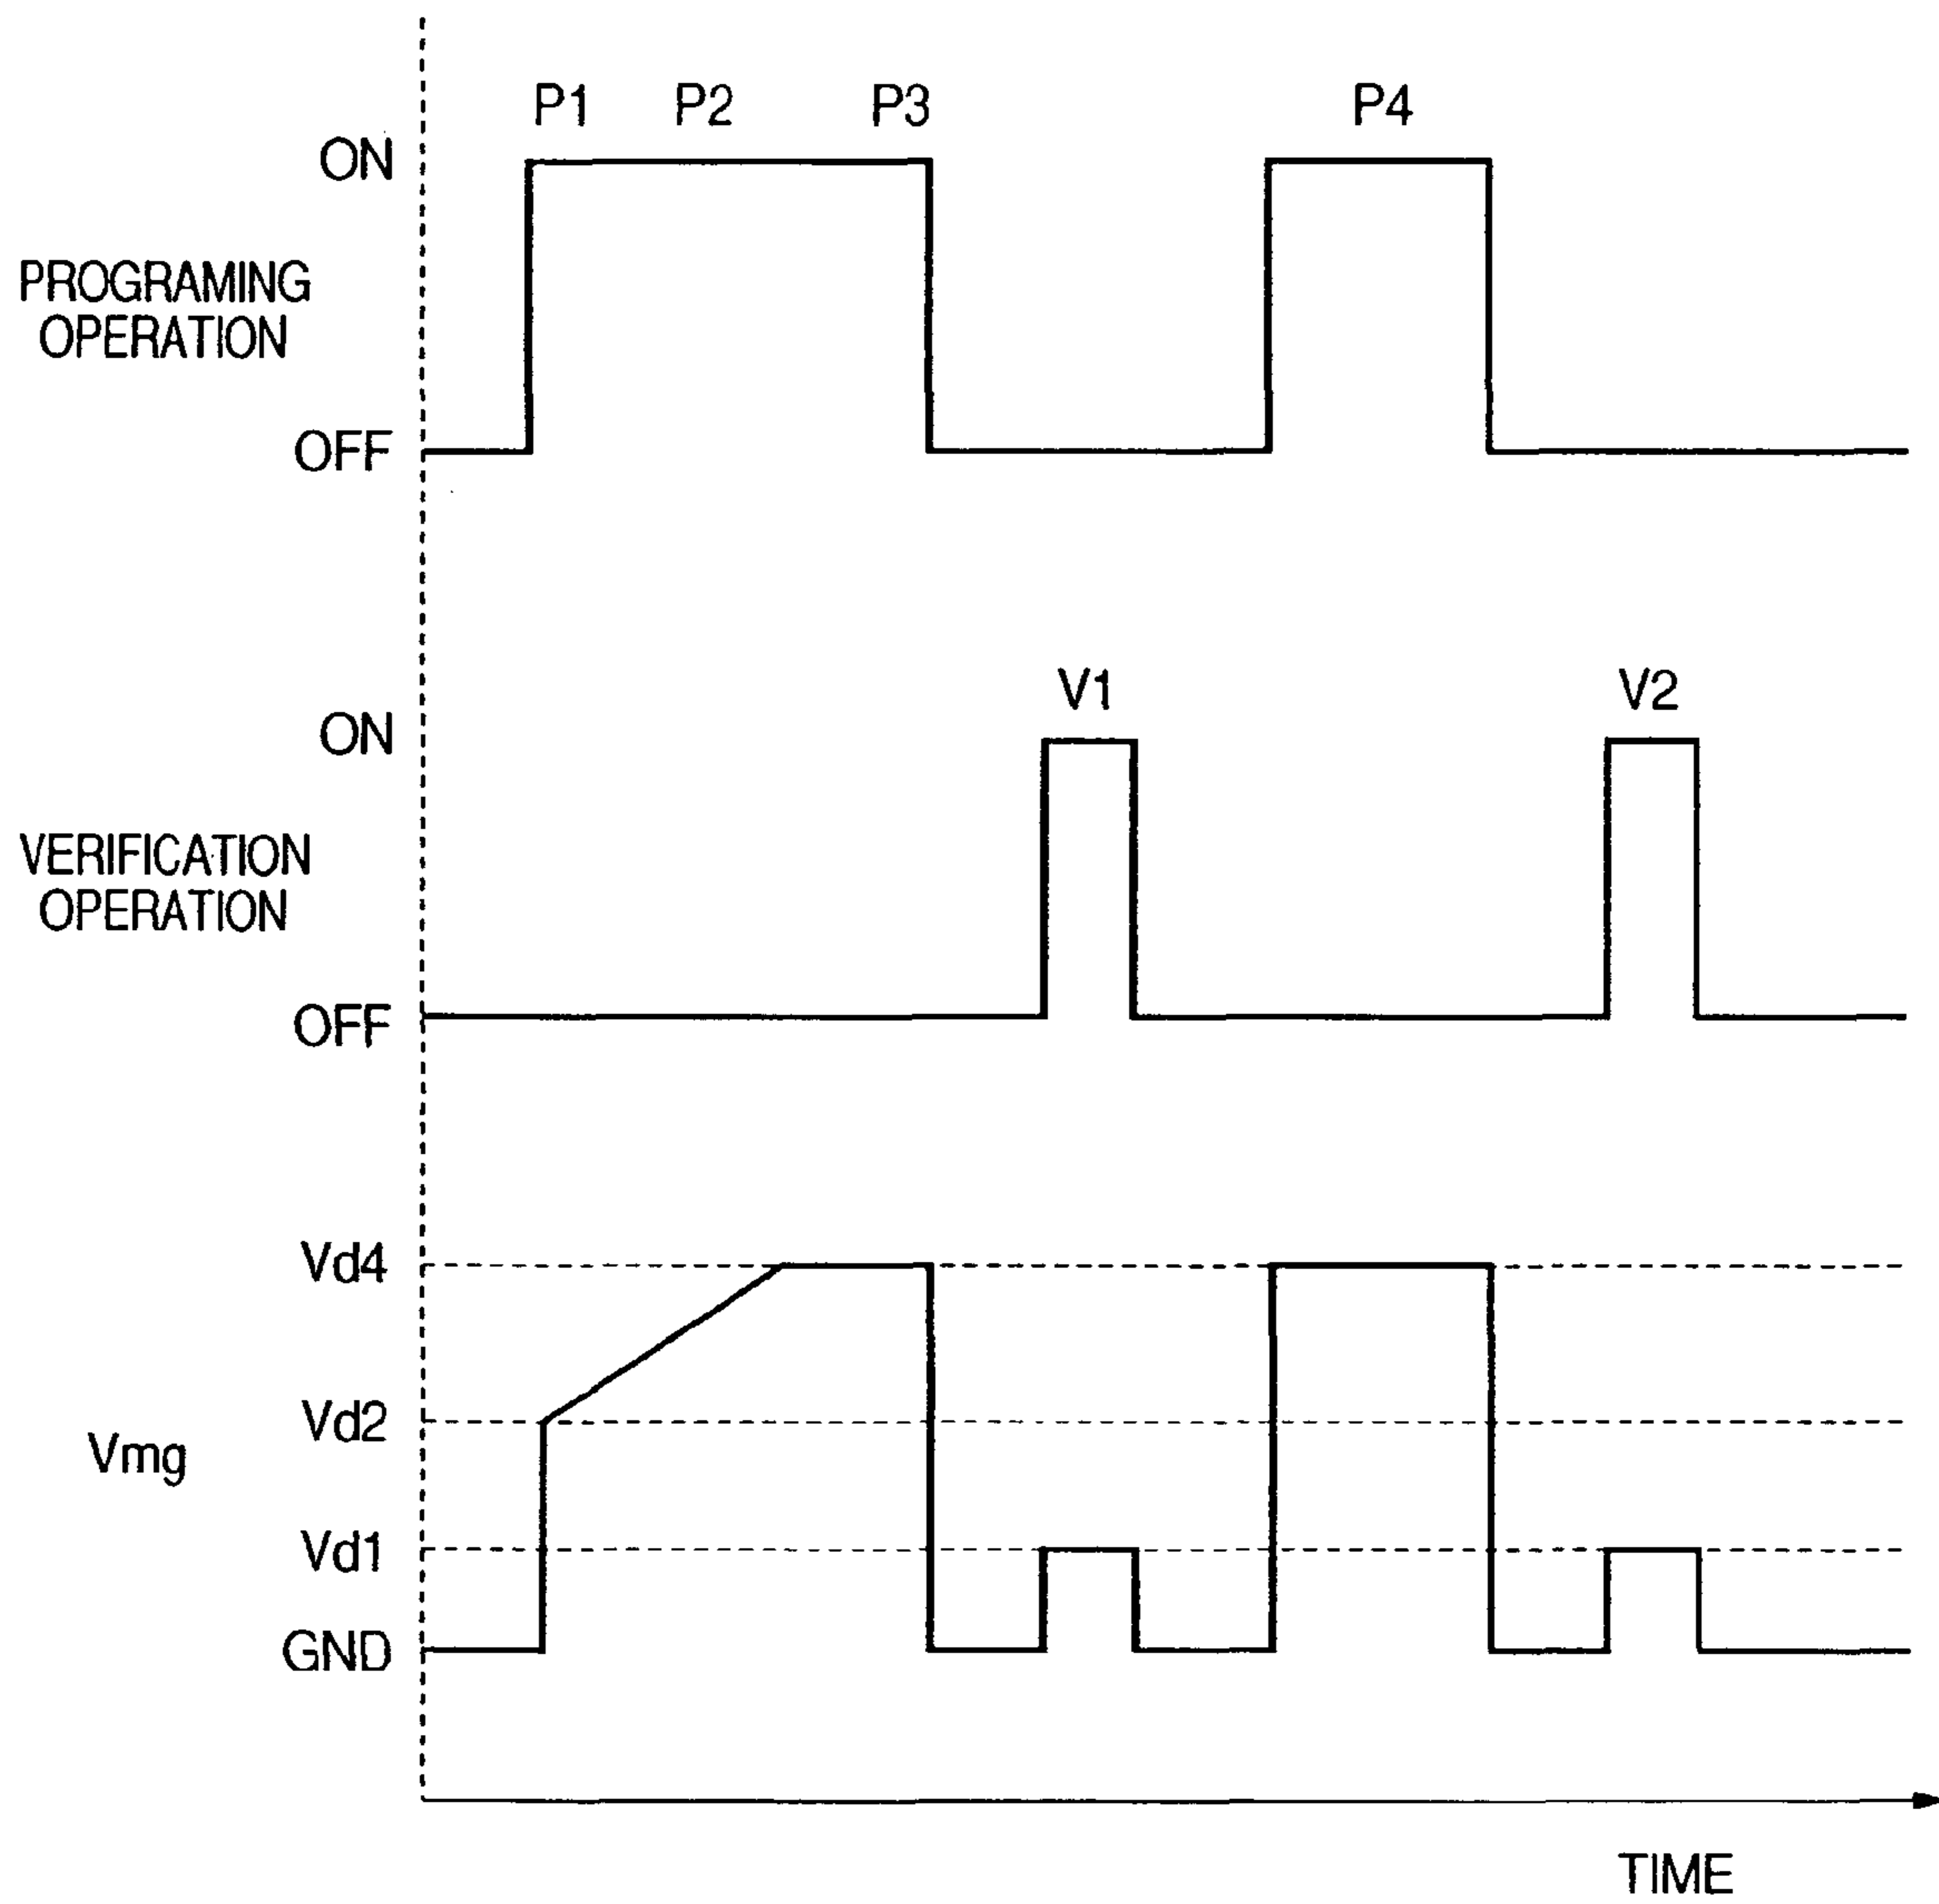 P1 P2 P3 P4
ON
PROGRAMING
OPERATION
OFF
V1 V2
ON
VERIFICATION
OPERATION
OFF
Vd4
Vd2
Vmg
Vd1
GND
TIME